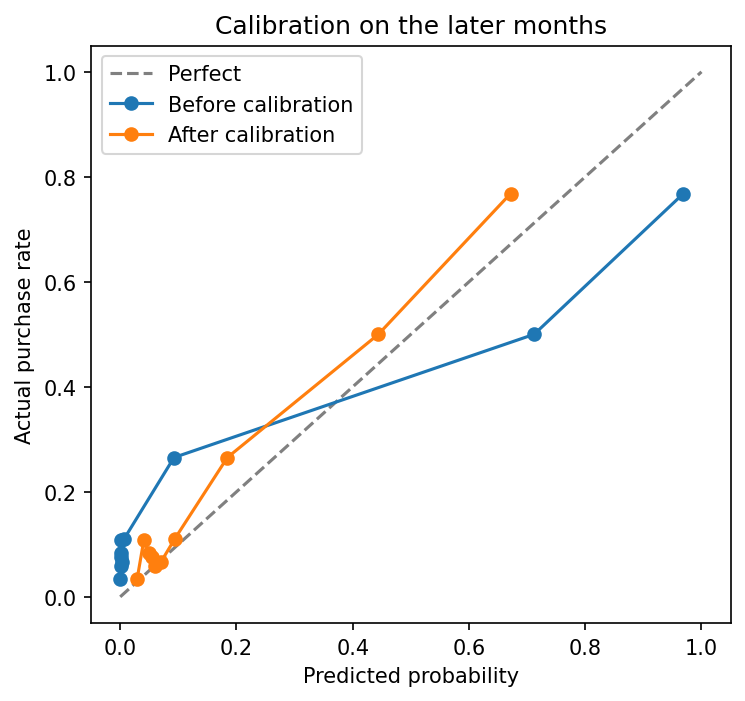 Calibration on the later months
Perfect
Before calibration
After calibration
1.0
0.8
0.6
0.4
0.2
0.0
Actual purchase rate
0.0 0.2 0.4 0.6 0.8 1.0
Predicted probability